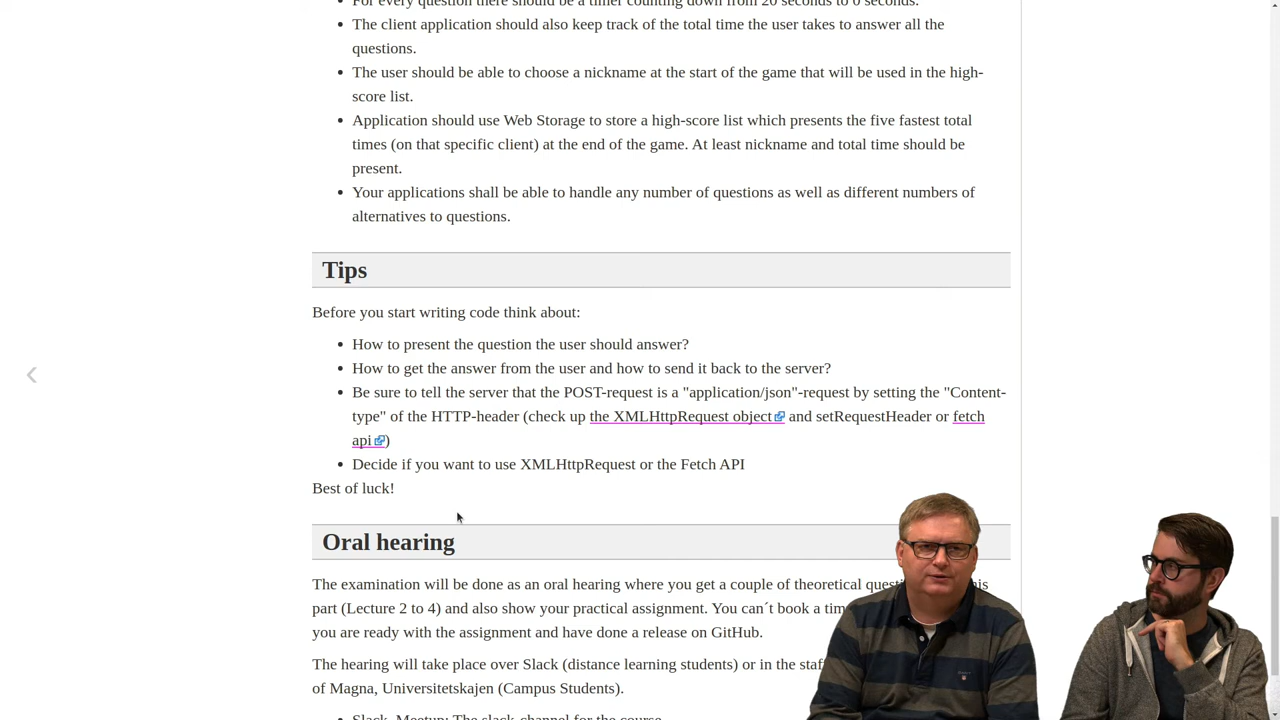 For every question there should be a timer counting down from 20 seconds to 0 seconds.
The client application should also keep track of the total time the user takes to answer all the
questions.
The user should be able to choose a nickname at the start of the game that will be used in the high-
score list.
Application should use Web Storage to store a high-score list which presents the five fastest total
times (on that specific client) at the end of the game. At least nickname and total time should be
present.
Your applications shall be able to handle any number of questions as well as different numbers of
alternatives to questions.
Tips
Before you start writing code think about:
How to present the question the user should answer?
How to get the answer from the user and how to send it back to the server?
Be sure to tell the server that the POST-request is a "application/json"-request by setting the "Content-
type" of the HTTP-header (check up the XMLHttpRequest object and setRequestHeader or fetch
api)
Decide if you want to use XMLHttpRequest or the Fetch API
Best of luck!
Oral hearing
The examination will be done as an oral hearing where you get a couple of theoretical
part (Lecture 2 to 4) and also show your practical assignment. You can´t book a
you are ready with the assignment and have done a release on GitHub.
The hearing will take place over Slack (distance learning students) or in the
of Magna, Universitetskajen (Campus Students).
Slack, Meetup: The slack-channel for the course